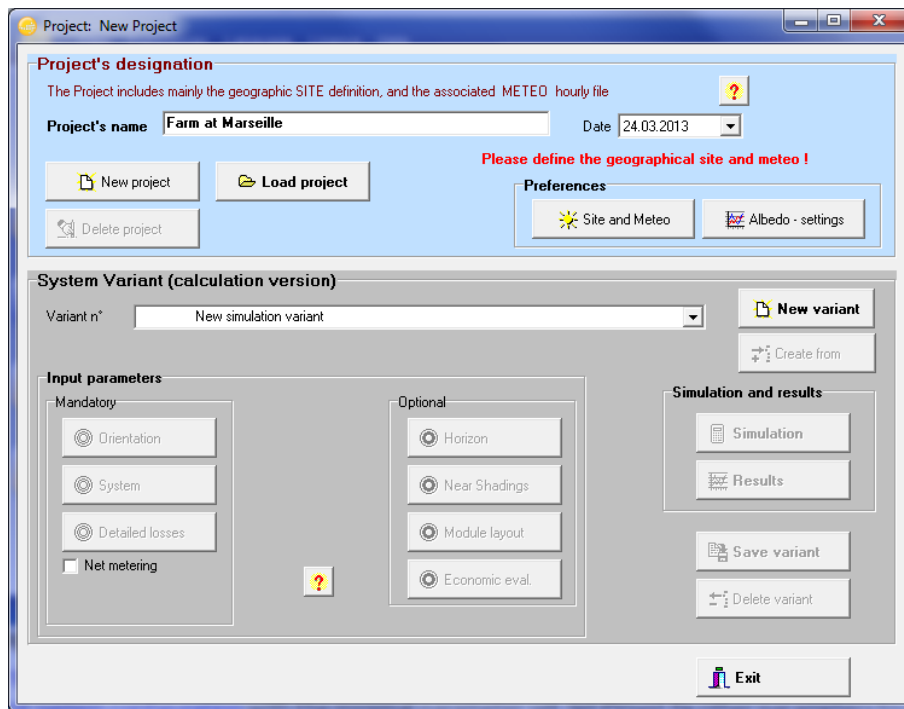 Project: New Project
Project's designation
The Project includes mainly the geographic SITE definition, and the associated METEO hourly file
?
Project's name
Farm at Marseille
Date
24.03.2013
Please define the geographical site and meteo !
New project
Load project
Preferences
Delete project
Site and Meteo
Albedo - settings
System Variant (calculation version)
Variant n°
New simulation variant
New variant
Create from
Input parameters
Mandatory
Orientation
System
Detailed losses
Net metering
?
Optional
Horizon
Near Shadings
Module layout
Economic eval.
Simulation and results
Simulation
Results
Save variant
Delete variant
Exit